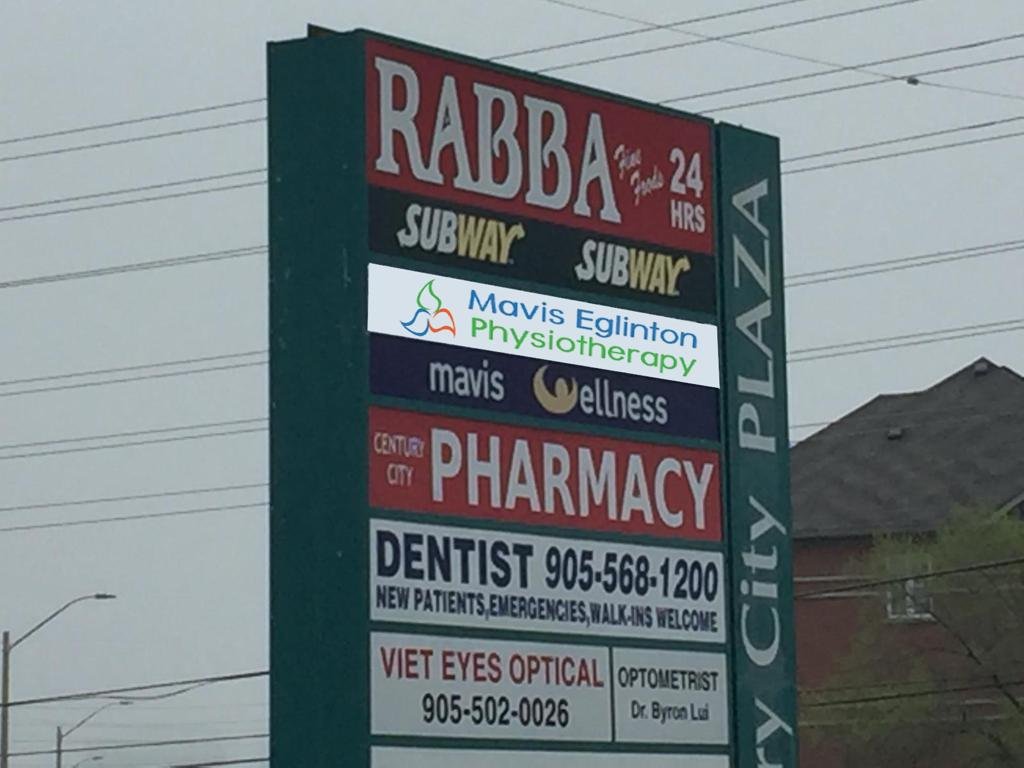 RABBA Fine Foods 24 HRS
SUBWAY SUBWAY
Mavis Eglinton
Physiotherapy
mavis Wellness
CENTURY CITY PHARMACY
DENTIST 905-568-1200
NEW PATIENTS,EMERGENCIES,WALK-INS WELCOME
VIET EYES OPTICAL
905-502-0026
OPTOMETRIST
Dr. Byron Lui
ry City PLAZA